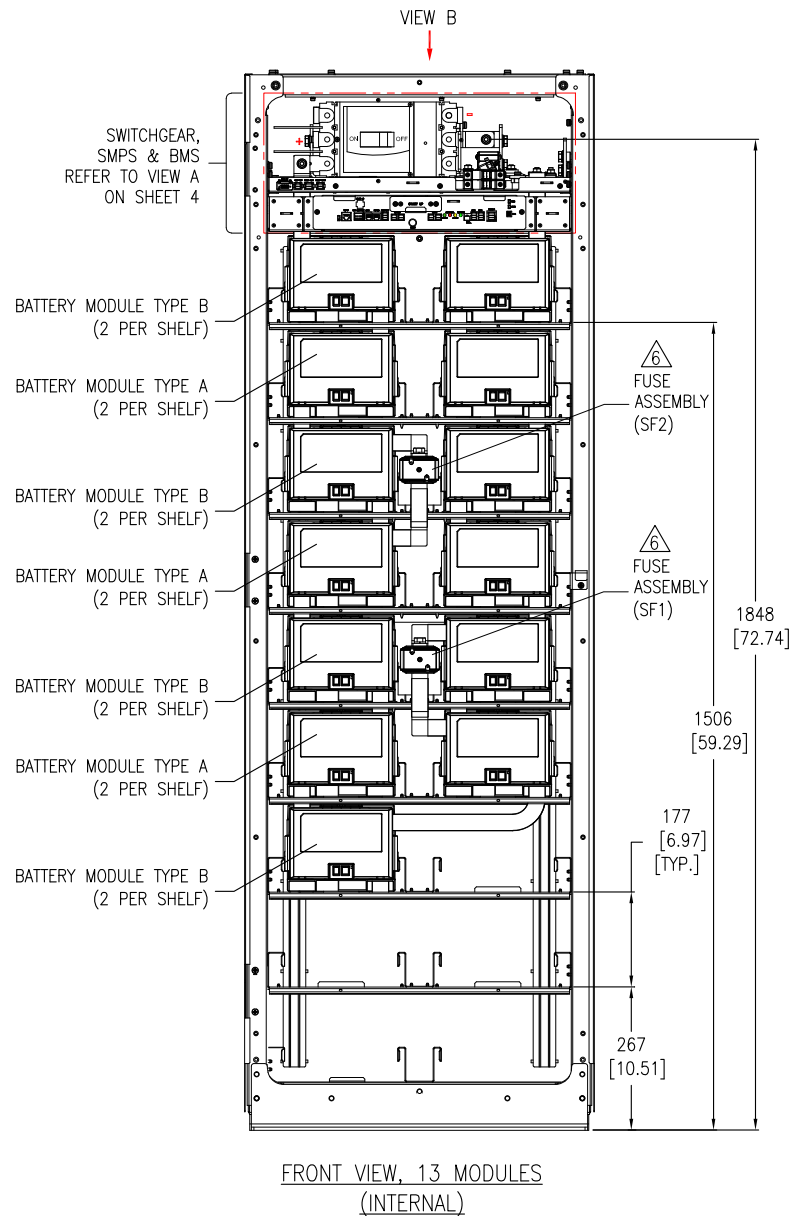 VIEW B
SWITCHGEAR,
SMPS & BMS
REFER TO VIEW A
ON SHEET 4
+
-
ON
OFF
BATTERY MODULE TYPE B
(2 PER SHELF)
BATTERY MODULE TYPE A
(2 PER SHELF)
BATTERY MODULE TYPE B
(2 PER SHELF)
BATTERY MODULE TYPE A
(2 PER SHELF)
BATTERY MODULE TYPE B
(2 PER SHELF)
BATTERY MODULE TYPE A
(2 PER SHELF)
BATTERY MODULE TYPE B
(2 PER SHELF)
6
FUSE
ASSEMBLY
(SF2)
6
FUSE
ASSEMBLY
(SF1)
1848
[72.74]
1506
[59.29]
177
[6.97]
[TYP.]
267
[10.51]
FRONT VIEW, 13 MODULES
(INTERNAL)